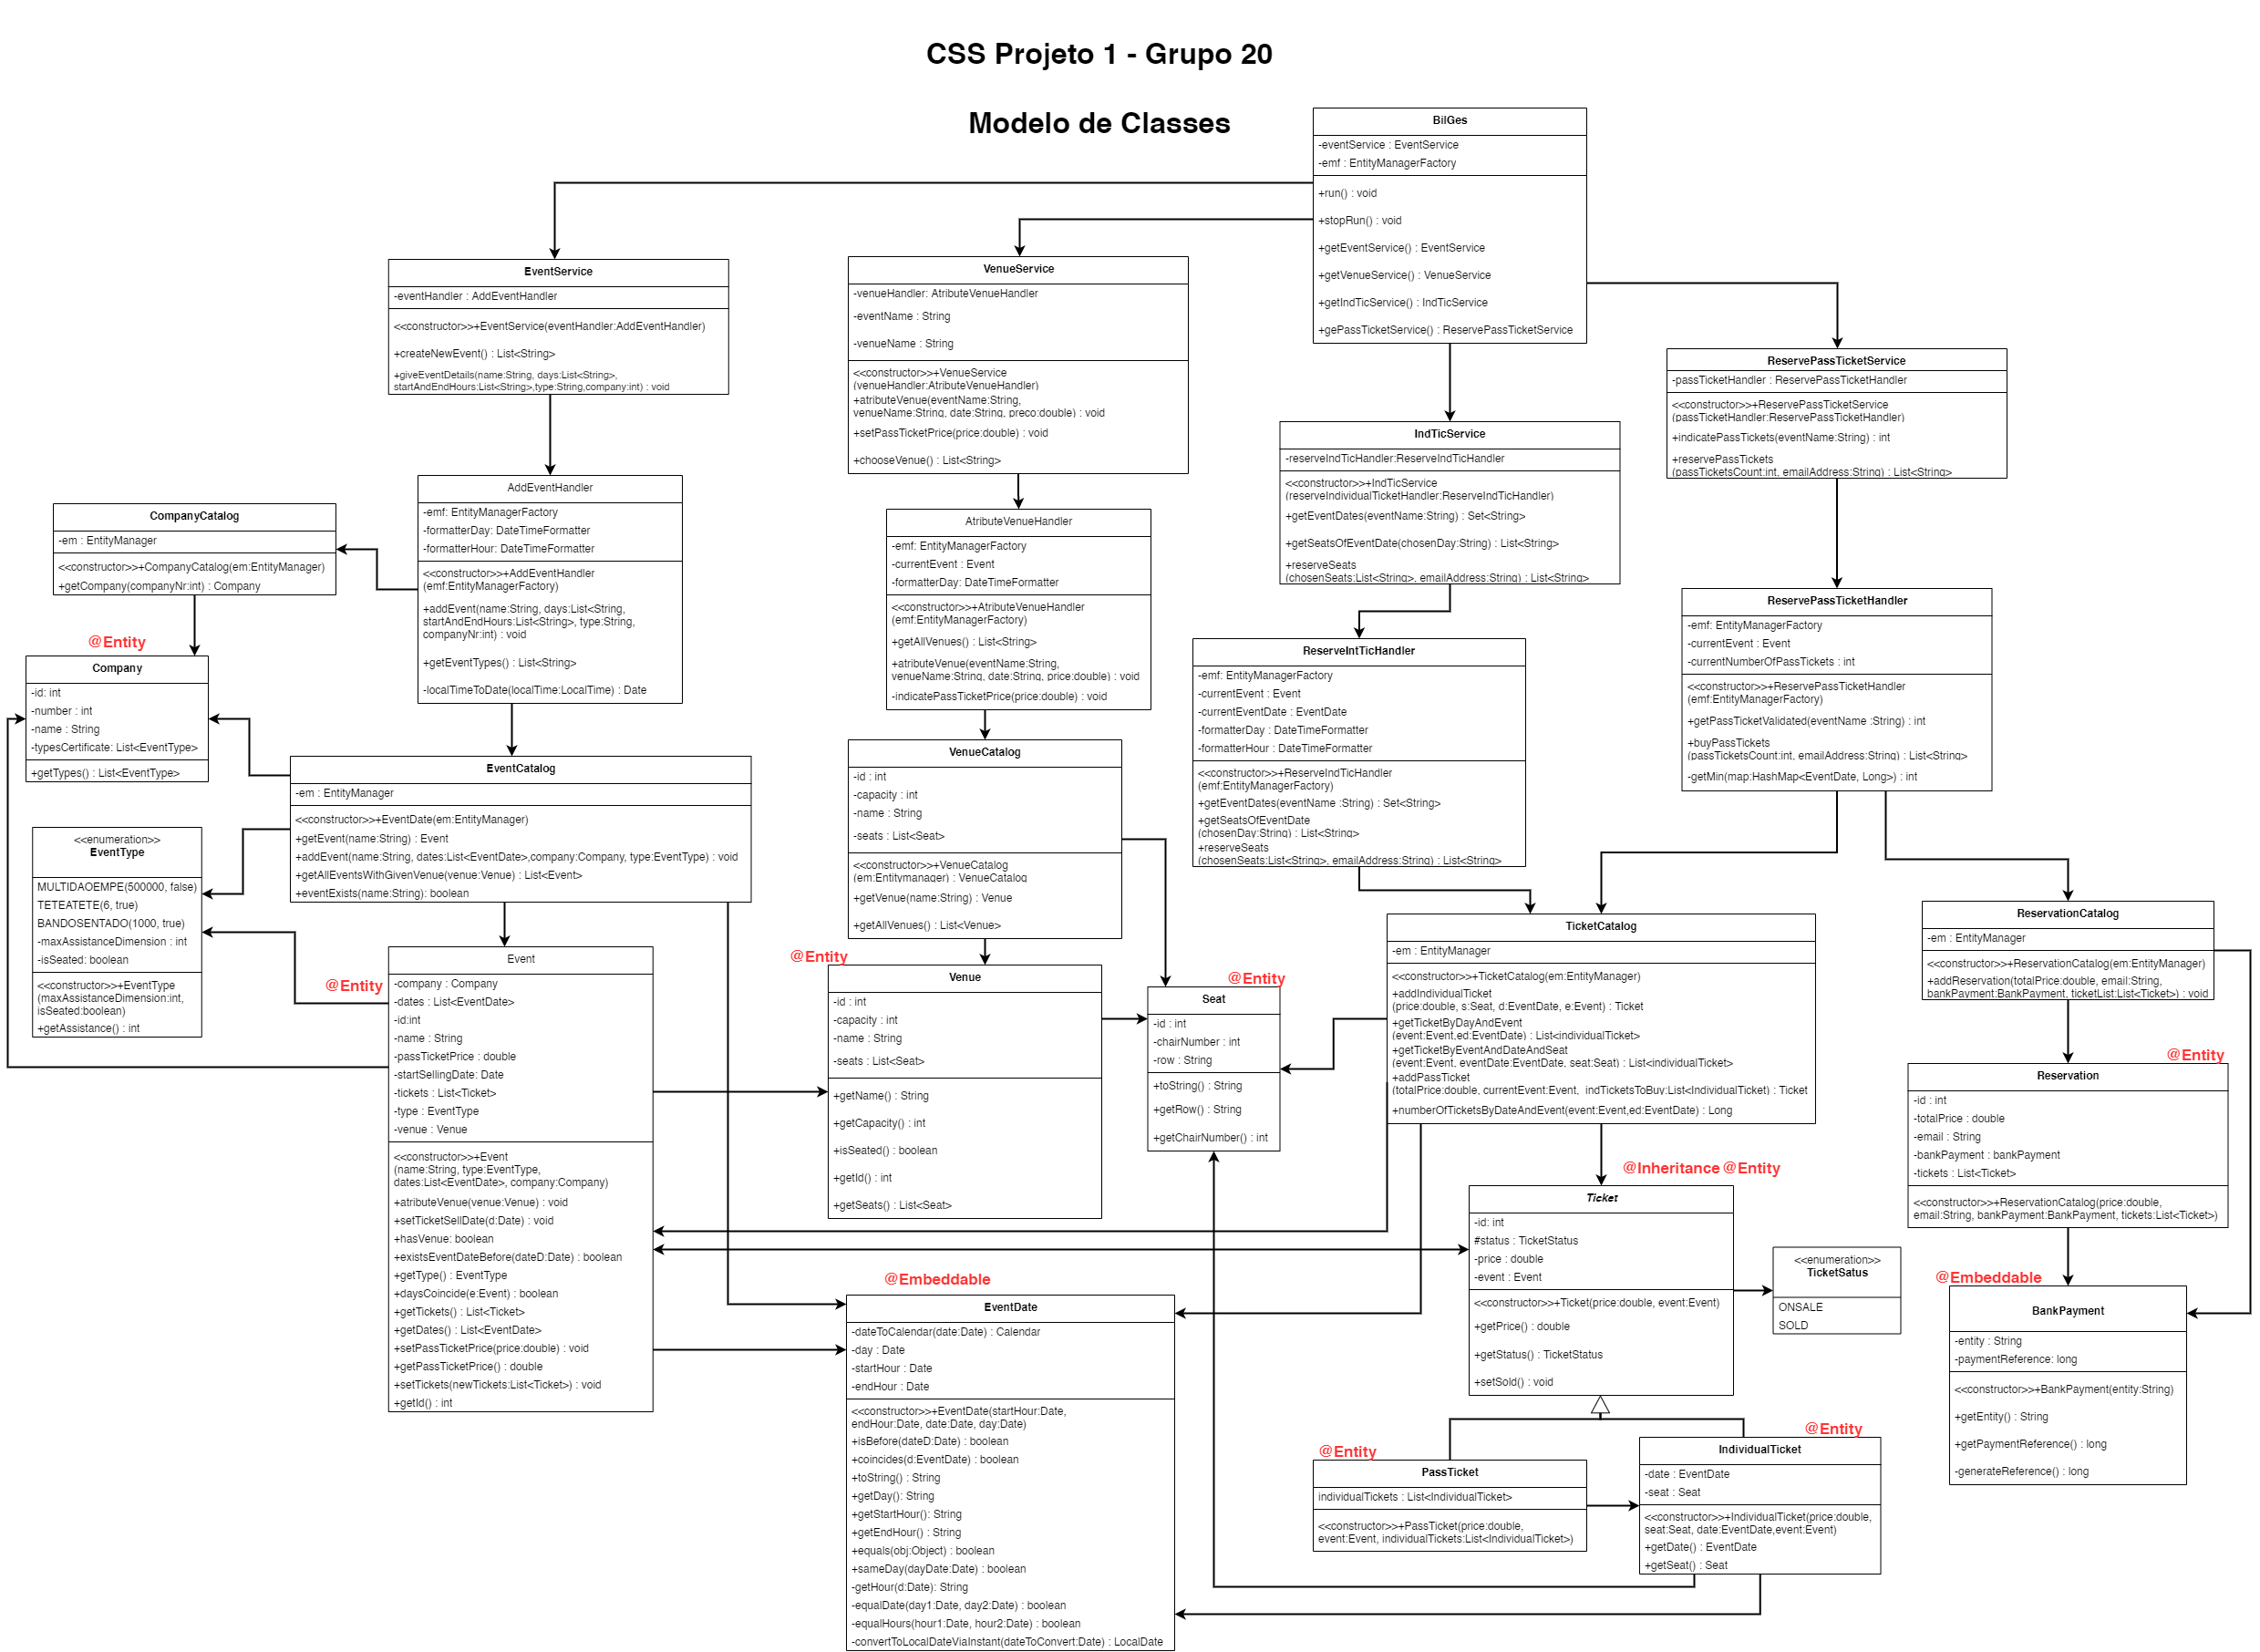 CSS Projeto 1 - Grupo 20
Modelo de Classes
BilGes
-eventService : EventService
-emf : EntityManagerFactory
+run() : void
+stopRun() : void
+getEventService() : EventService
+getVenueService() : VenueService
+getIndTicService() : IndTicService
+gePassTicketService() : ReservePassTicketService
EventService
-eventHandler : AddEventHandler
<<constructor>>+EventService(eventHandler:AddEventHandler)
+createNewEvent() : List<String>
+giveEventDetails(name:String, days:List<String>,
startAndEndHours:List<String>,type:String,company:int) : void
VenueService
-venueHandler: AtributeVenueHandler
-eventName : String
-venueName : String
<<constructor>>+VenueService
(venueHandler:AtributeVenueHandler)
+atributeVenue(eventName:String,
venueName:String, date:String, preco:double) : void
+setPassTicketPrice(price:double) : void
+chooseVenue() : List<String>
ReservePassTicketService
-passTicketHandler : ReservePassTicketHandler
<<constructor>>+ReservePassTicketService
(passTicketHandler:ReservePassTicketHandler)
+indicatePassTickets(eventName:String) : int
+reservePassTickets
(passTicketsCount:int, emailAddress:String) : List<String>
IndTicService
-reserveIndTicHandler:ReserveIndTicHandler
<<constructor>>+IndTicService
(reserveIndividualTicketHandler:ReserveIndTicHandler)
+getEventDates(eventName:String) : Set<String>
+getSeatsOfEventDate(chosenDay:String) : List<String>
+reserveSeats
(chosenSeats:List<String>, emailAddress:String) : List<String>
CompanyCatalog
-em : EntityManager
<<constructor>>+CompanyCatalog(em:EntityManager)
+getCompany(companyNr:int) : Company
AddEventHandler
-emf: EntityManagerFactory
-formatterDay: DateTimeFormatter
-formatterHour: DateTimeFormatter
<<constructor>>+AddEventHandler
(emf:EntityManagerFactory)
+addEvent(name:String, days:List<String,
startAndEndHours:List<String>, type:String,
companyNr:int) : void
+getEventTypes() : List<String>
-localTimeToDate(localTime:LocalTime) : Date
AtributeVenueHandler
-emf: EntityManagerFactory
-currentEvent : Event
-formatterDay: DateTimeFormatter
<<constructor>>+AtributeVenueHandler
(emf:EntityManagerFactory)
+getAllVenues() : List<String>
+atributeVenue(eventName:String,
venueName:String, date:String, price:double) : void
-indicatePassTicketPrice(price:double) : void
ReserveIntTicHandler
-emf: EntityManagerFactory
-currentEvent : Event
-currentEventDate : EventDate
-formatterDay : DateTimeFormatter
-formatterHour : DateTimeFormatter
<<constructor>>+ReserveIndTicHandler
(emf:EntityManagerFactory)
+getEventDates(eventName :String) : Set<String>
+getSeatsOfEventDate
(chosenDay:String) : List<String>
+reserveSeats
(chosenSeats:List<String>, emailAddress:String) : List<String>
ReservePassTicketHandler
-emf: EntityManagerFactory
-currentEvent : Event
-currentNumberOfPassTickets : int
<<constructor>>+ReservePassTicketHandler
(emf:EntityManagerFactory)
+getPassTicketValidated(eventName :String) : int
+buyPassTickets
(passTicketsCount:int, emailAddress:String) : List<String>
-getMin(map:HashMap<EventDate, Long>) : int
@Entity
Company
-id: int
-number : int
-name : String
-typesCertificate: List<EventType>
+getTypes() : List<EventType>
EventCatalog
-em : EntityManager
<<constructor>>+EventDate(em:EntityManager)
+getEvent(name:String) : Event
+addEvent(name:String, dates:List<EventDate>,company:Company, type:EventType) : void
+getAllEventsWithGivenVenue(venue:Venue) : List<Event>
+eventExists(name:String): boolean
VenueCatalog
-id : int
-capacity : int
-name : String
-seats : List<Seat>
<<constructor>>+VenueCatalog
(em:Entitymanager) : VenueCatalog
+getVenue(name:String) : Venue
+getAllVenues() : List<Venue>
<<enumeration>>
EventType
MULTIDAOEMPE(500000, false)
TETEATETE(6, true)
BANDOSENTADO(1000, true)
-maxAssistanceDimension : int
-isSeated: boolean
<<constructor>>+EventType
(maxAssistanceDimension:int,
isSeated:boolean)
+getAssistance() : int
@Entity
Event
-company : Company
-dates : List<EventDate>
-id:int
-name : String
-passTicketPrice : double
-startSellingDate: Date
-tickets : List<Ticket>
-type : EventType
-venue : Venue
<<constructor>>+Event
(name:String, type:EventType,
dates:List<EventDate>, company:Company)
+atributeVenue(venue:Venue) : void
+setTicketSellDate(d:Date) : void
+hasVenue: boolean
+existsEventDateBefore(dateD:Date) : boolean
+getType() : EventType
+daysCoincide(e:Event) : boolean
+getTickets() : List<Ticket>
+getDates() : List<EventDate>
+setPassTicketPrice(price:double) : void
+getPassTicketPrice() : double
+setTickets(newTickets:List<Ticket>) : void
+getId() : int
@Entity
Venue
-id : int
-capacity : int
-name : String
-seats : List<Seat>
+getName() : String
+getCapacity() : int
+isSeated() : boolean
+getId() : int
+getSeats() : List<Seat>
@Entity
Seat
-id : int
-chairNumber : int
-row : String
+toString() : String
+getRow() : String
+getChairNumber() : int
TicketCatalog
-em : EntityManager
<<constructor>>+TicketCatalog(em:EntityManager)
+addIndividualTicket
(price:double, s:Seat, d:EventDate, e:Event) : Ticket
+getTicketByDayAndEvent
(event:Event,ed:EventDate) : List<individualTicket>
+getTicketByEventAndDateAndSeat
(event:Event, eventDate:EventDate, seat:Seat) : List<individualTicket>
+addPassTicket
(totalPrice:double, currentEvent:Event, indTicketsToBuy:List<IndividualTicket) : Ticket
+numberOfTicketsByDateAndEvent(event:Event,ed:EventDate) : Long
ReservationCatalog
-em : EntityManager
<<constructor>>+ReservationCatalog(em:EntityManager)
+addReservation(totalPrice:double, email:String,
bankPayment:BankPayment, ticketList:List<Ticket>) : void
@Entity
Reservation
-id : int
-totalPrice : double
-email : String
-bankPayment : bankPayment
-tickets : List<Ticket>
<<constructor>>+ReservationCatalog(price:double,
email:String, bankPayment:BankPayment, tickets:List<Ticket>)
@Inheritance @Entity
Ticket
-id: int
#status : TicketStatus
-price : double
-event : Event
<<constructor>>+Ticket(price:double, event:Event)
+getPrice() : double
+getStatus() : TicketStatus
+setSold() : void
<<enumeration>>
TicketSatus
ONSALE
SOLD
@Embeddable
BankPayment
-entity : String
-paymentReference: long
<<constructor>>+BankPayment(entity:String)
+getEntity() : String
+getPaymentReference() : long
-generateReference() : long
@Embeddable
EventDate
-dateToCalendar(date:Date) : Calendar
-day : Date
-startHour : Date
-endHour : Date
<<constructor>>+EventDate(startHour:Date,
endHour:Date, date:Date, day:Date)
+isBefore(dateD:Date) : boolean
+coincides(d:EventDate) : boolean
+toString() : String
+getDay(): String
+getStartHour(): String
+getEndHour() : String
+equals(obj:Object) : boolean
+sameDay(dayDate:Date) : boolean
-getHour(d:Date): String
-equalDate(day1:Date, day2:Date) : boolean
-equalHours(hour1:Date, hour2:Date) : boolean
-convertToLocalDateViaInstant(dateToConvert:Date) : LocalDate
@Entity
PassTicket
individualTickets : List<IndividualTicket>
<<constructor>>+PassTicket(price:double,
event:Event, individualTickets:List<IndividualTicket>)
@Entity
IndividualTicket
-date : EventDate
-seat : Seat
<<constructor>>+IndividualTicket(price:double,
seat:Seat, date:EventDate,event:Event)
+getDate() : EventDate
+getSeat() : Seat